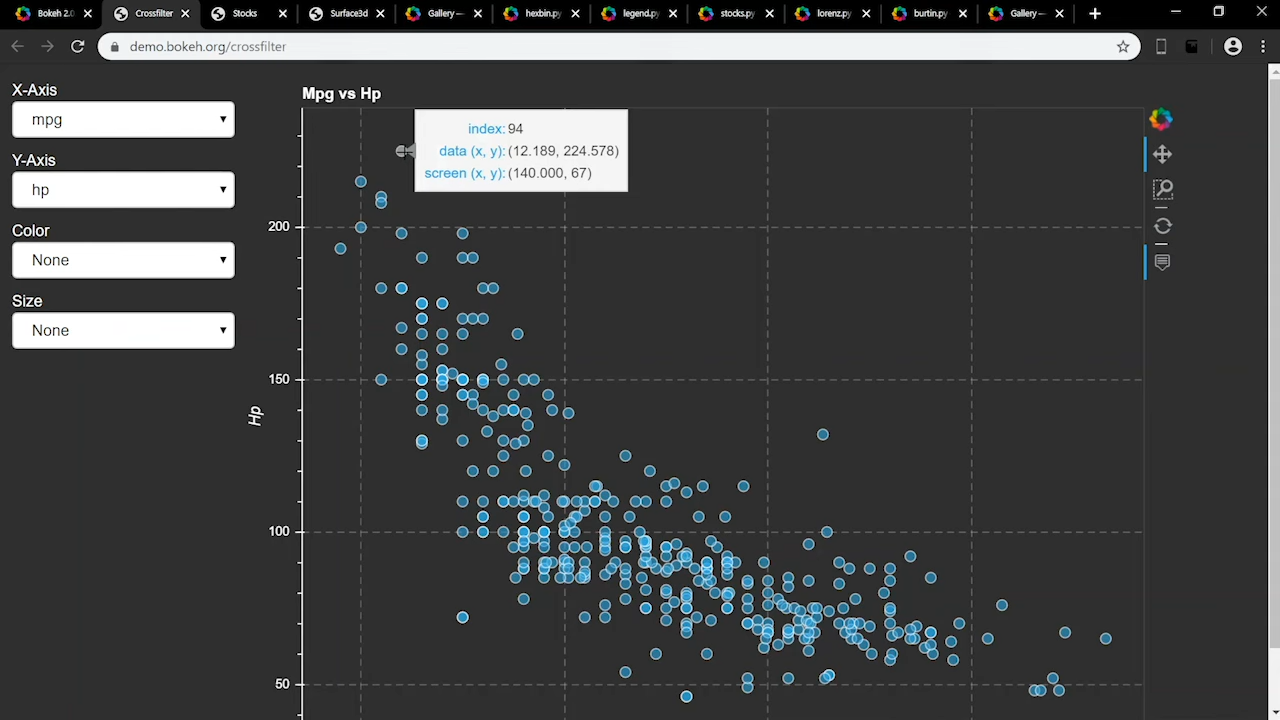 Bokeh 2.0
Crossfilter
Stocks
Surface3d
Gallery —
hexbin.py
legend.py
stocks.py
lorenz.py
burtin.py
Gallery —
demo.bokeh.org/crossfilter
X-Axis
mpg
Y-Axis
hp
Color
None
Size
None
Mpg vs Hp
index: 94
data (x, y): (12.189, 224.578)
screen (x, y): (140.000, 67)
200
150
100
50
Hp